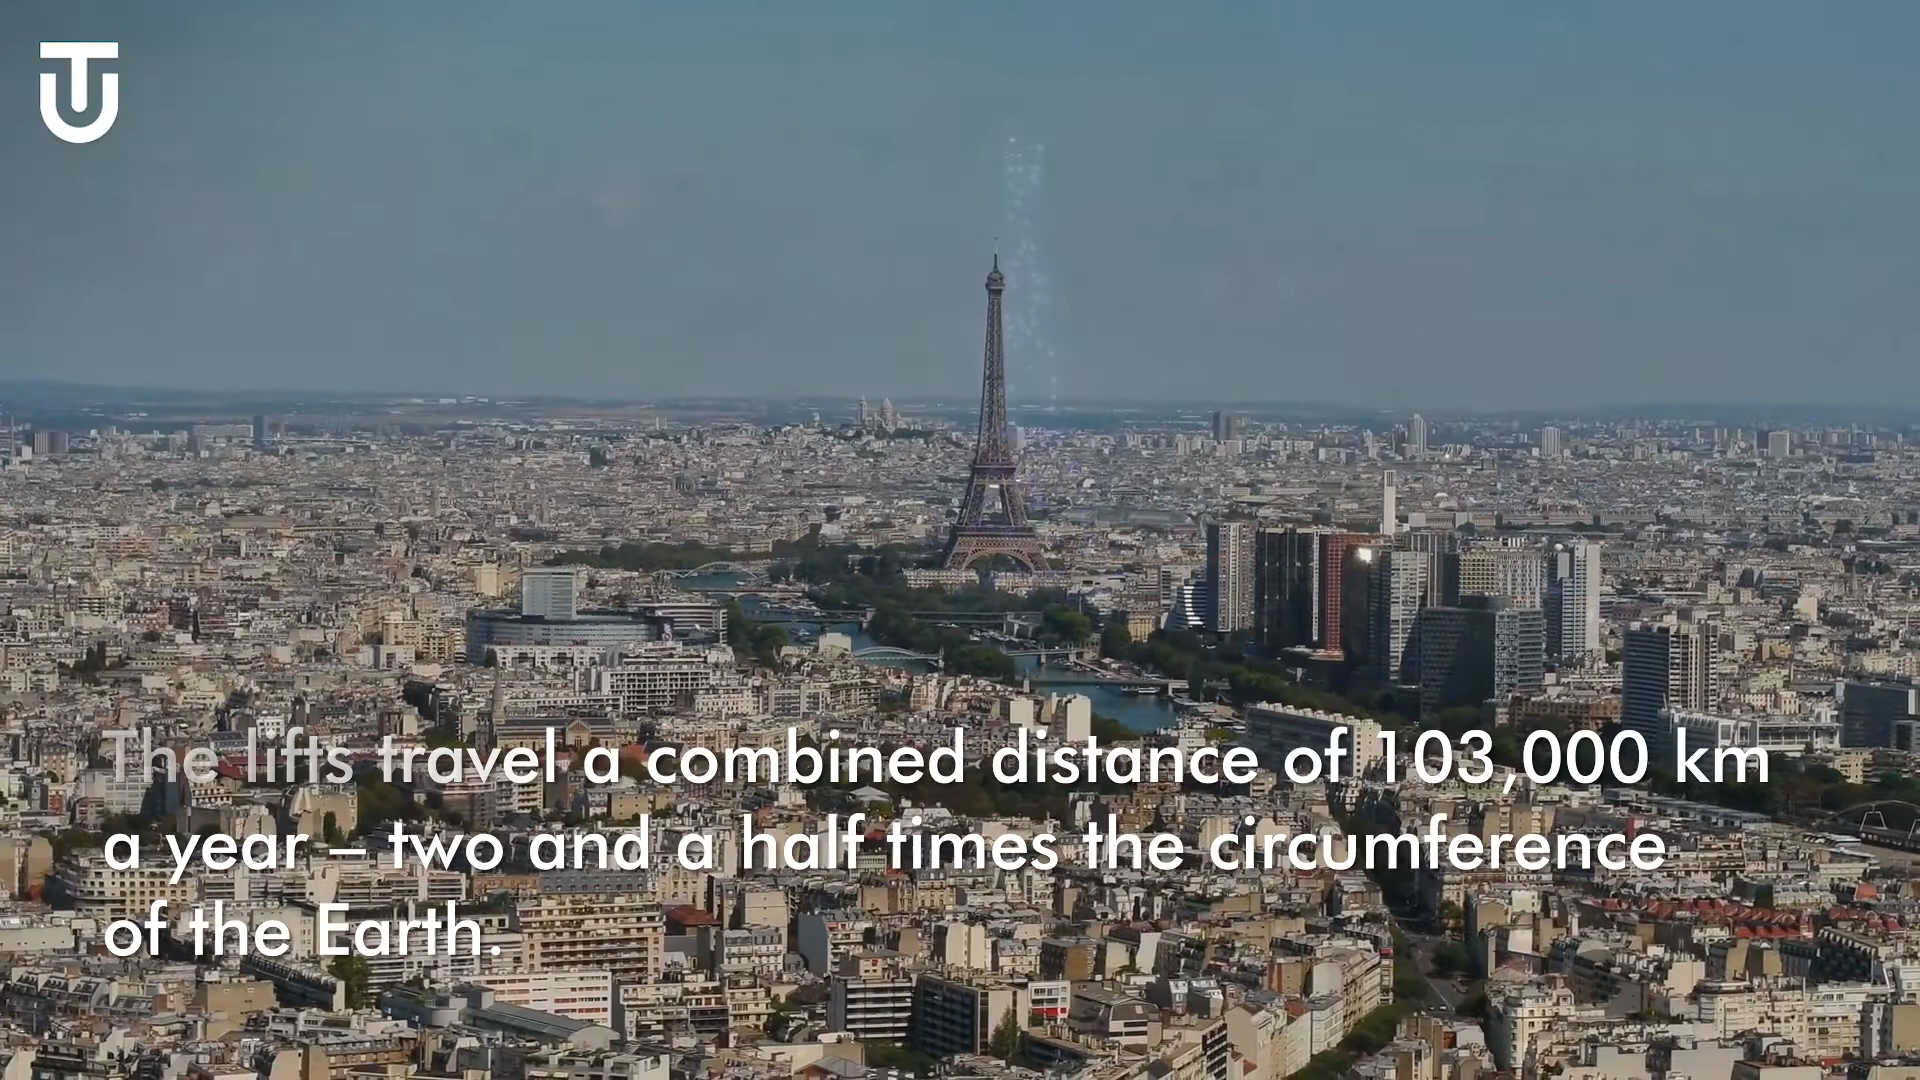 The lifts travel a combined distance of 103,000 km
a year – two and a half times the circumference
of the Earth.